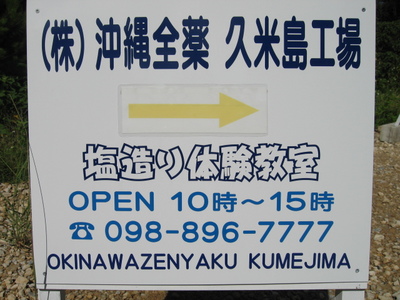 (株) 沖縄全薬 久米島工場
塩造り体験教室
OPEN 10時～15時
☎ 098-896-7777
OKINAWAZENYAKU KUMEJIMA